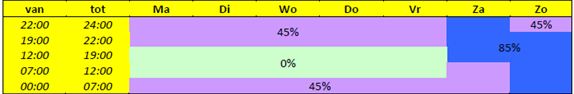 van tot Ma Di Wo Do Vr Za Zo
22:00 24:00 45%
19:00 22:00 45%
12:00 19:00 85%
07:00 12:00 0%
00:00 07:00 45%